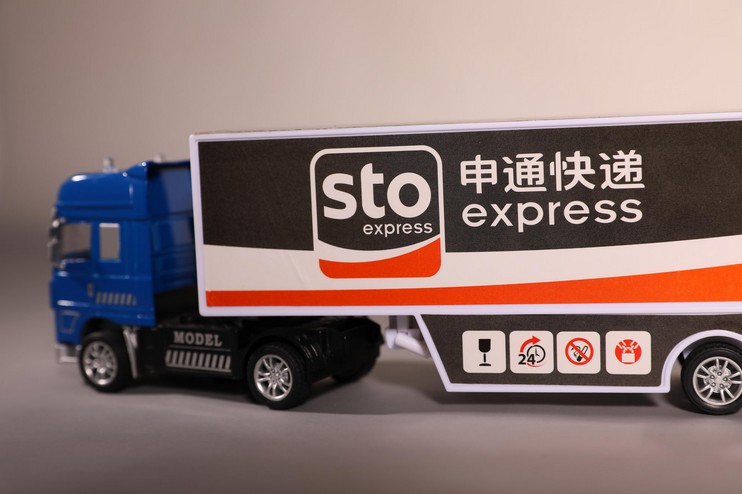 sto
express
申通快递
express
MODEL
24